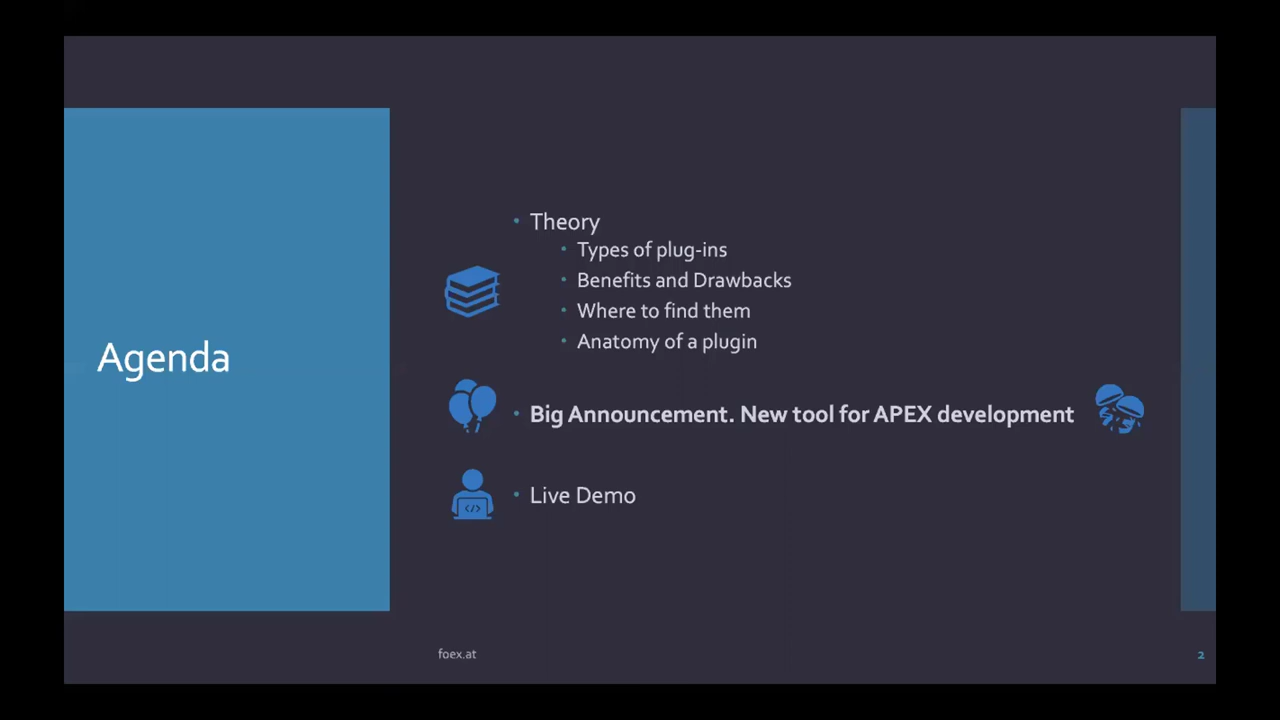 Agenda
• Theory
• Types of plug-ins
• Benefits and Drawbacks
• Where to find them
• Anatomy of a plugin
• Big Announcement. New tool for APEX development
</>
• Live Demo
foex.at
2